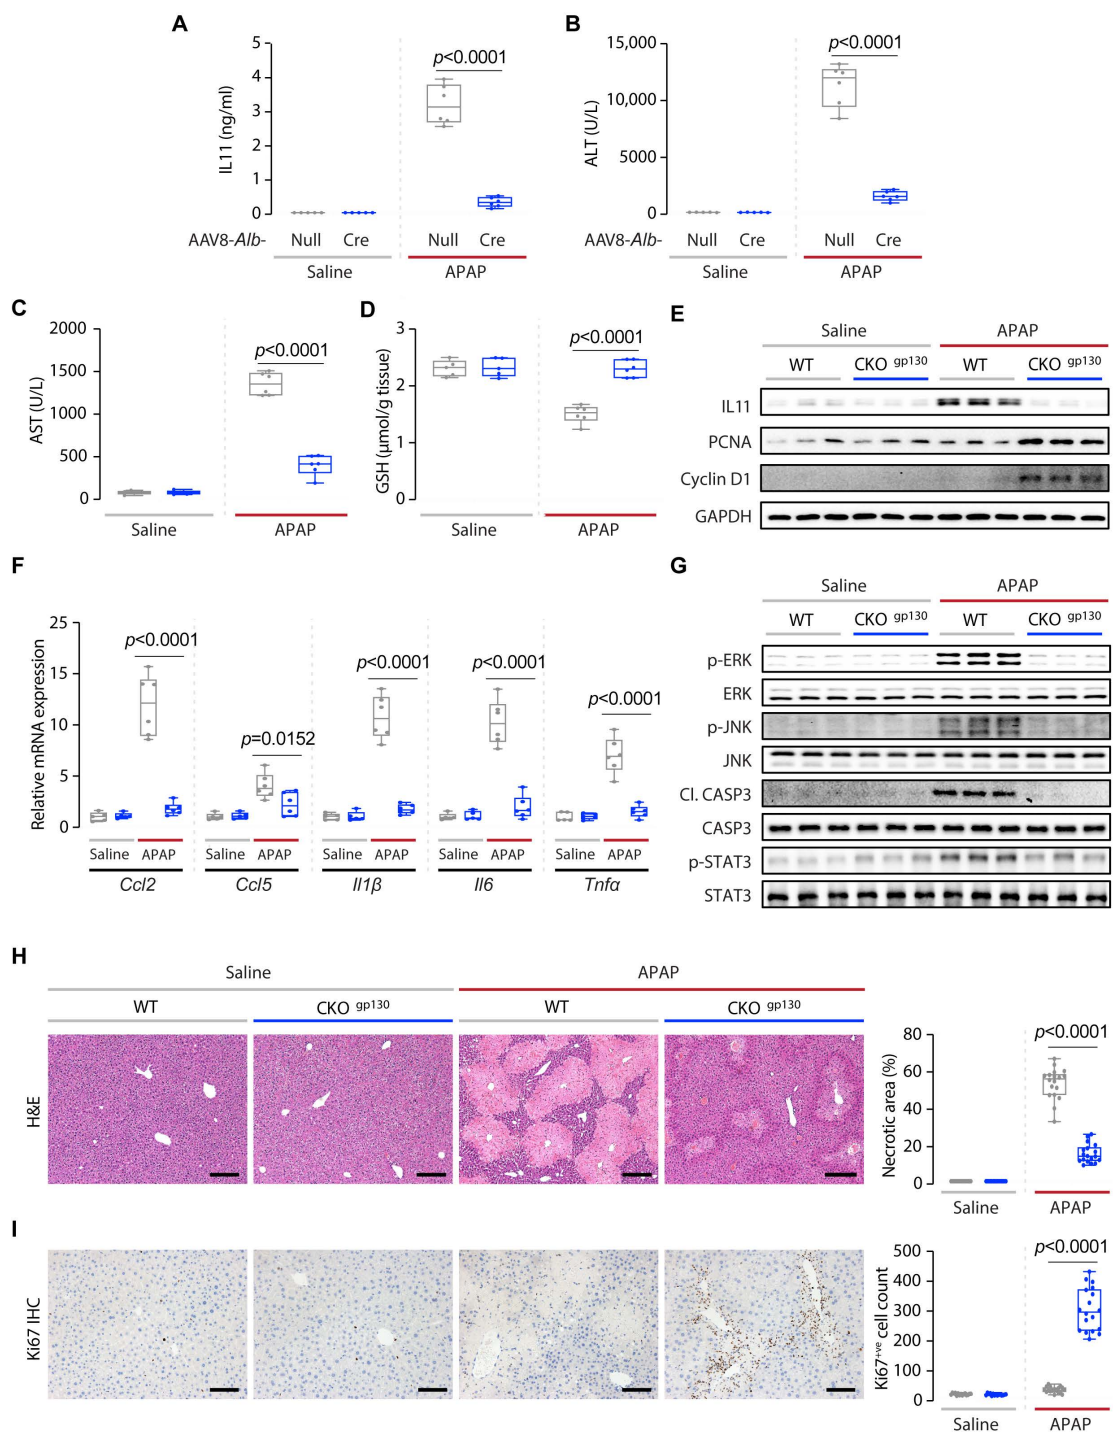 A
B
IL11 (ng/ml)
5
4
3
2
1
0
p<0.0001
ALT (U/L)
15,000
10,000
5000
0
p<0.0001
AAV8-Alb- Null Cre Null Cre
Saline APAP
AAV8-Alb- Null Cre Null Cre
Saline APAP
C
AST (U/L)
2000
1500
1000
500
0
p<0.0001
Saline APAP
D
GSH (µmol/g tissue)
3
2
1
0
p<0.0001
Saline APAP
E
Saline APAP
WT CKO gp130 WT CKO gp130
IL11
PCNA
Cyclin D1
GAPDH
F
Relative mRNA expression
25
20
15
10
5
0
p<0.0001
p=0.0152
p<0.0001
p<0.0001
p<0.0001
Saline APAP Saline APAP Saline APAP Saline APAP Saline APAP
Ccl2 Ccl5 Il1β Il6 Tnfα
G
Saline APAP
WT CKO gp130 WT CKO gp130
p-ERK
ERK
p-JNK
JNK
Cl. CASP3
CASP3
p-STAT3
STAT3
H
Saline APAP
WT CKO gp130 WT CKO gp130
H&E
Necrotic area (%)
80
60
40
20
0
p<0.0001
Saline APAP
I
Ki67 IHC
Ki67+ve cell count
500
400
300
200
100
0
p<0.0001
Saline APAP